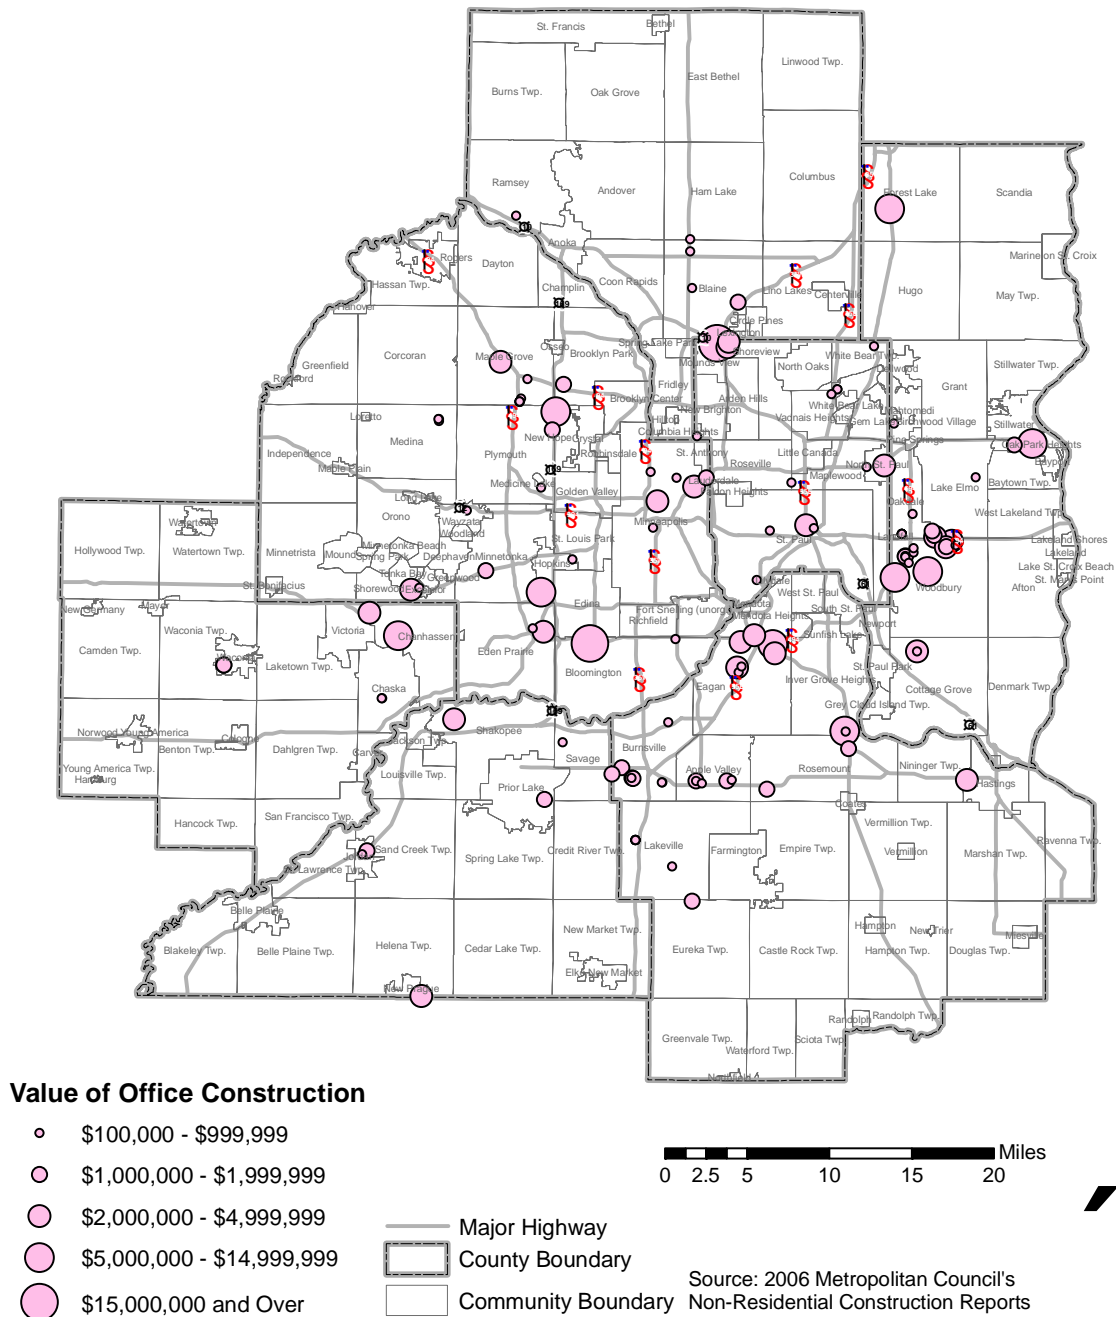 St. Francis
Bethel
Linwood Twp.
East Bethel
Burns Twp.
Oak Grove
Ramsey
Andover
Ham Lake
Columbus
Forest Lake
Scandia
Anoka
Rogers
Dayton
Hassan Twp.
Champlin
Coon Rapids
Blaine
Lino Lakes
Centerville
Hugo
Marine on St. Croix
May Twp.
Hanover
Corcoran
Osseo
Maple Grove
Brooklyn Park
Spring Lake Park
Circle Pines
Lexington
Shoreview
Mounds View
North Oaks
White Bear Twp.
Dellwood
Grant
Stillwater Twp.
Greenfield
Rockford
Fridley
Brooklyn Center
Arden Hills
New Brighton
Hilltop
Columbia Heights
White Bear Lake
Vadnais Heights
Gem Lake
Mahtomedi
Birchwood Village
Pine Springs
Stillwater
Oak Park Heights
Bayport
Loretto
Medina
Independence
Maple Plain
Plymouth
New Hope
Crystal
Robbinsdale
St. Anthony
Roseville
Little Canada
Maplewood
North St. Paul
Lake Elmo
Baytown Twp.
Medicine Lake
Golden Valley
Lauderdale
Falcon Heights
Oakdale
West Lakeland Twp.
Long Lake
Orono
Wayzata
Woodland
Minneapolis
St. Paul
Landfall
Lakeland Shores
Lakeland
Lake St. Croix Beach
St. Marys Point
Afton
Woodbury
Watertown
Hollywood Twp.
Watertown Twp.
Minnetrista
Mound
Minnetonka Beach
Spring Park
Deephaven
Minnetonka
Tonka Bay
Greenwood
Shorewood
Excelsior
St. Louis Park
Hopkins
Edina
St. Bonifacius
New Germany
Mayer
Waconia Twp.
Victoria
Chanhassen
Eden Prairie
Richfield
Fort Snelling (unorg.)
Lilydale
Mendota
Mendota Heights
West St. Paul
South St. Paul
Newport
Sunfish Lake
Camden Twp.
Waconia
Laketown Twp.
Bloomington
Eagan
Inver Grove Heights
St. Paul Park
Cottage Grove
Denmark Twp.
Grey Cloud Island Twp.
Chaska
Norwood Young America
Cologne
Benton Twp.
Dahlgren Twp.
Carver
Jackson Twp.
Shakopee
Savage
Burnsville
Young America Twp.
Hamburg
Louisville Twp.
Prior Lake
Apple Valley
Rosemount
Nininger Twp.
Hastings
Coates
Hancock Twp.
San Francisco Twp.
Jordan
Sand Creek Twp.
St. Lawrence Twp.
Spring Lake Twp.
Credit River Twp.
Lakeville
Farmington
Empire Twp.
Vermillion Twp.
Vermillion
Marshan Twp.
Ravenna Twp.
Belle Plaine
Blakeley Twp.
Belle Plaine Twp.
Helena Twp.
Cedar Lake Twp.
New Market Twp.
Elko New Market
New Prague
Eureka Twp.
Castle Rock Twp.
Hampton
Hampton Twp.
New Trier
Douglas Twp.
Miesville
Greenvale Twp.
Waterford Twp.
Sciota Twp.
Randolph
Randolph Twp.
Northfield
Value of Office Construction
$100,000 - $999,999
$1,000,000 - $1,999,999
$2,000,000 - $4,999,999
$5,000,000 - $14,999,999
$15,000,000 and Over
Major Highway
County Boundary
Community Boundary
Miles
0 2.5 5 10 15 20
Source: 2006 Metropolitan Council's
Non-Residential Construction Reports